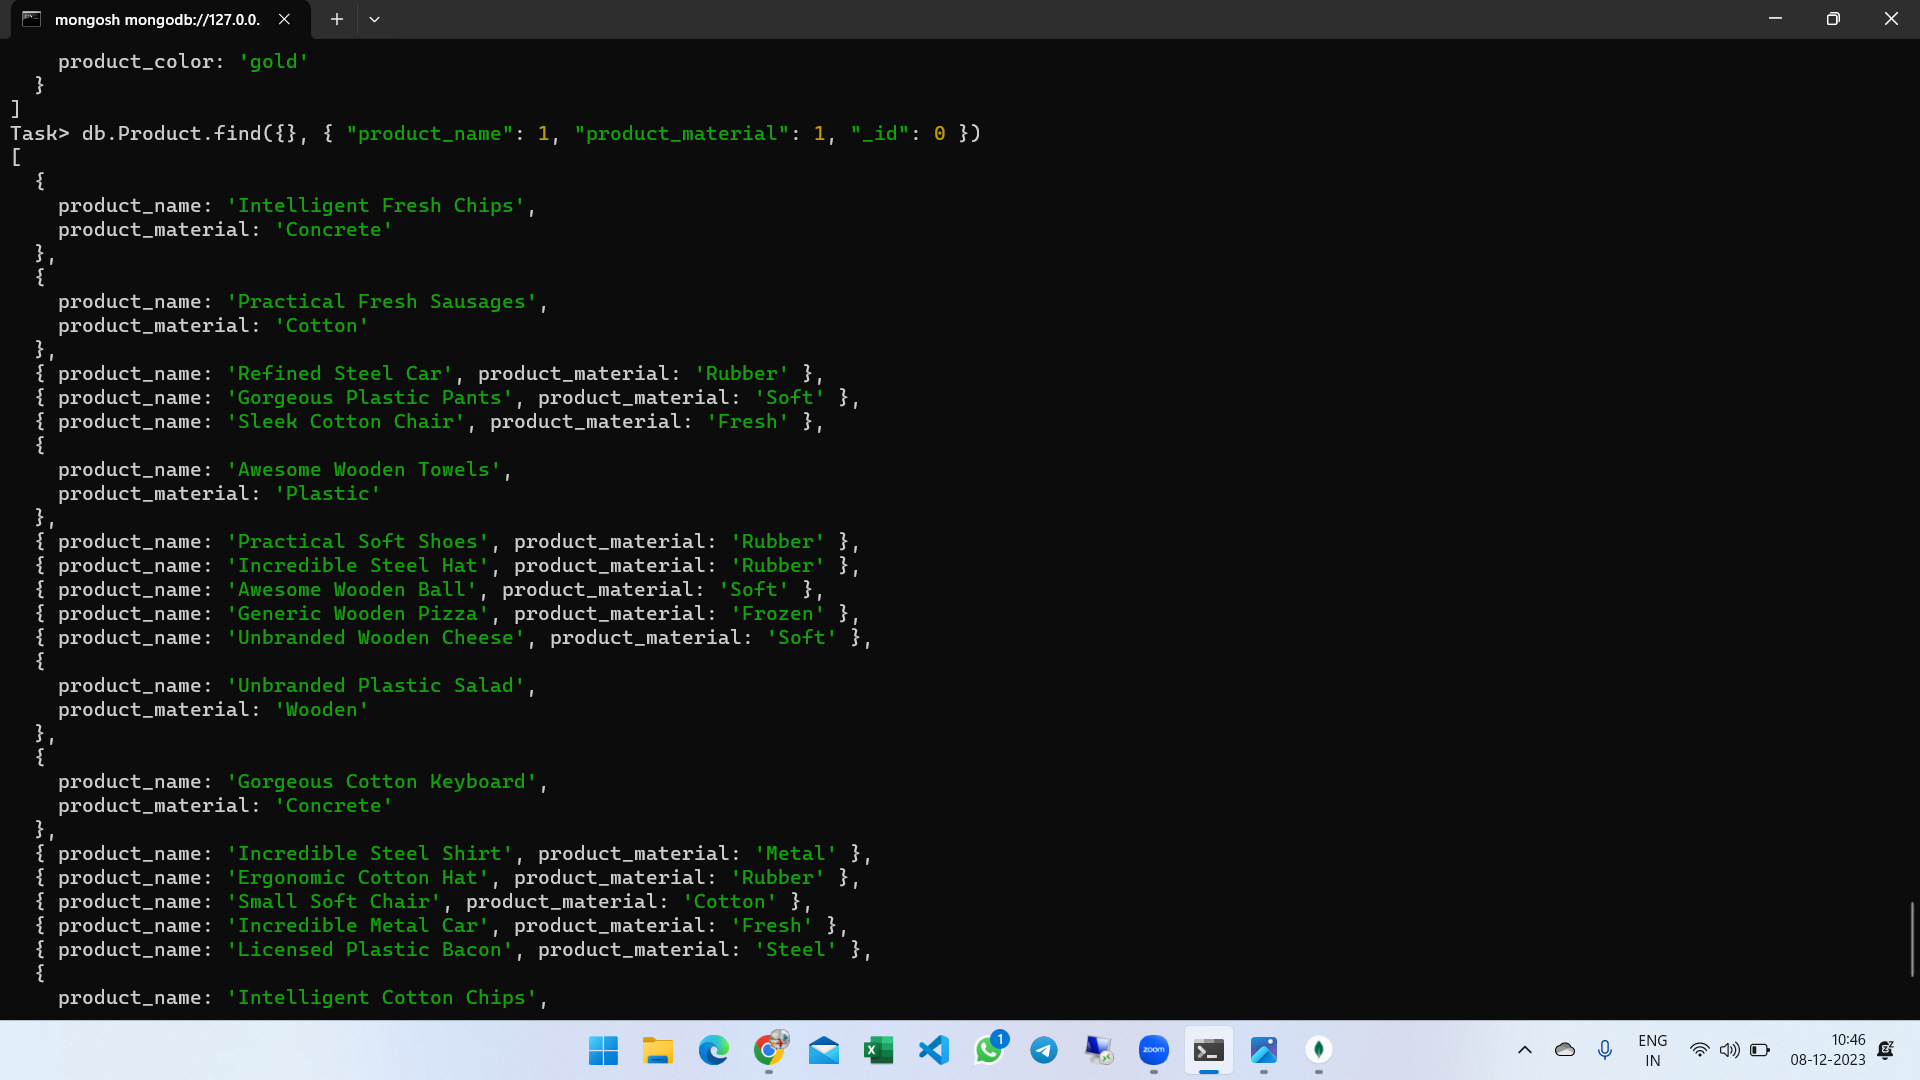 mongosh mongodb://127.0.0.
product_color: 'gold'
}
]
Task> db.Product.find({}, { "product_name": 1, "product_material": 1, "_id": 0 })
[
{
product_name: 'Intelligent Fresh Chips',
product_material: 'Concrete'
},
{
product_name: 'Practical Fresh Sausages',
product_material: 'Cotton'
},
{ product_name: 'Refined Steel Car', product_material: 'Rubber' },
{ product_name: 'Gorgeous Plastic Pants', product_material: 'Soft' },
{ product_name: 'Sleek Cotton Chair', product_material: 'Fresh' },
{
product_name: 'Awesome Wooden Towels',
product_material: 'Plastic'
},
{ product_name: 'Practical Soft Shoes', product_material: 'Rubber' },
{ product_name: 'Incredible Steel Hat', product_material: 'Rubber' },
{ product_name: 'Awesome Wooden Ball', product_material: 'Soft' },
{ product_name: 'Generic Wooden Pizza', product_material: 'Frozen' },
{ product_name: 'Unbranded Wooden Cheese', product_material: 'Soft' },
{
product_name: 'Unbranded Plastic Salad',
product_material: 'Wooden'
},
{
product_name: 'Gorgeous Cotton Keyboard',
product_material: 'Concrete'
},
{ product_name: 'Incredible Steel Shirt', product_material: 'Metal' },
{ product_name: 'Ergonomic Cotton Hat', product_material: 'Rubber' },
{ product_name: 'Small Soft Chair', product_material: 'Cotton' },
{ product_name: 'Incredible Metal Car', product_material: 'Fresh' },
{ product_name: 'Licensed Plastic Bacon', product_material: 'Steel' },
{
product_name: 'Intelligent Cotton Chips',
1
zoom
ENG
IN
10:46
08-12-2023